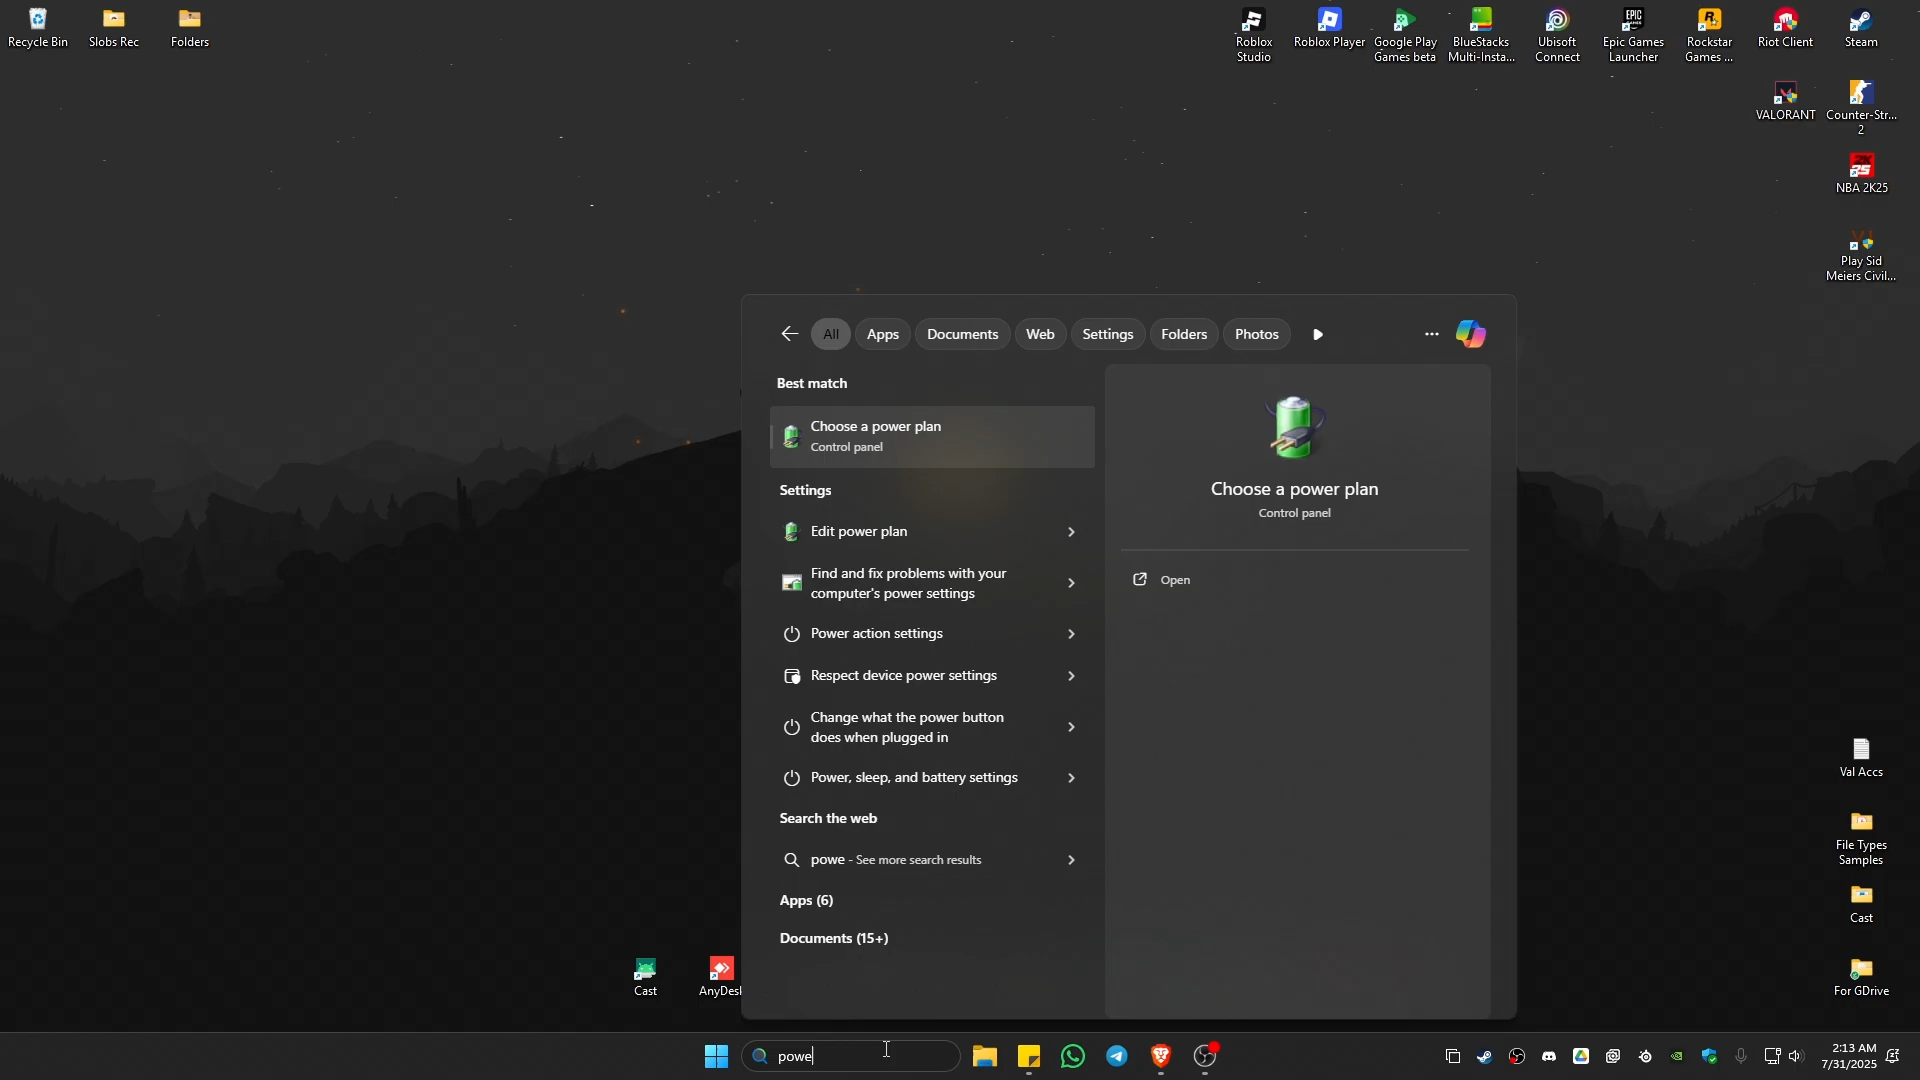 Recycle Bin
Slobs Rec
Folders
Roblox
Studio
Roblox Player
Google Play
Games beta
BlueStacks
Multi-Insta...
Ubisoft
Connect
Epic Games
Launcher
Rockstar
Games ...
Riot Client
Steam
VALORANT
Counter-Str...
2
NBA 2K25
Play Sid
Meiers Civil...
All
Apps
Documents
Web
Settings
Folders
Photos
Best match
Choose a power plan
Control panel
Settings
Edit power plan
Find and fix problems with your
computer's power settings
Power action settings
Respect device power settings
Change what the power button
does when plugged in
Power, sleep, and battery settings
Search the web
powe - See more search results
Apps (6)
Documents (15+)
Choose a power plan
Control panel
Open
Val Accs
File Types
Samples
Cast
For GDrive
Cast
AnyDesk
powe
2:13 AM
7/31/2025